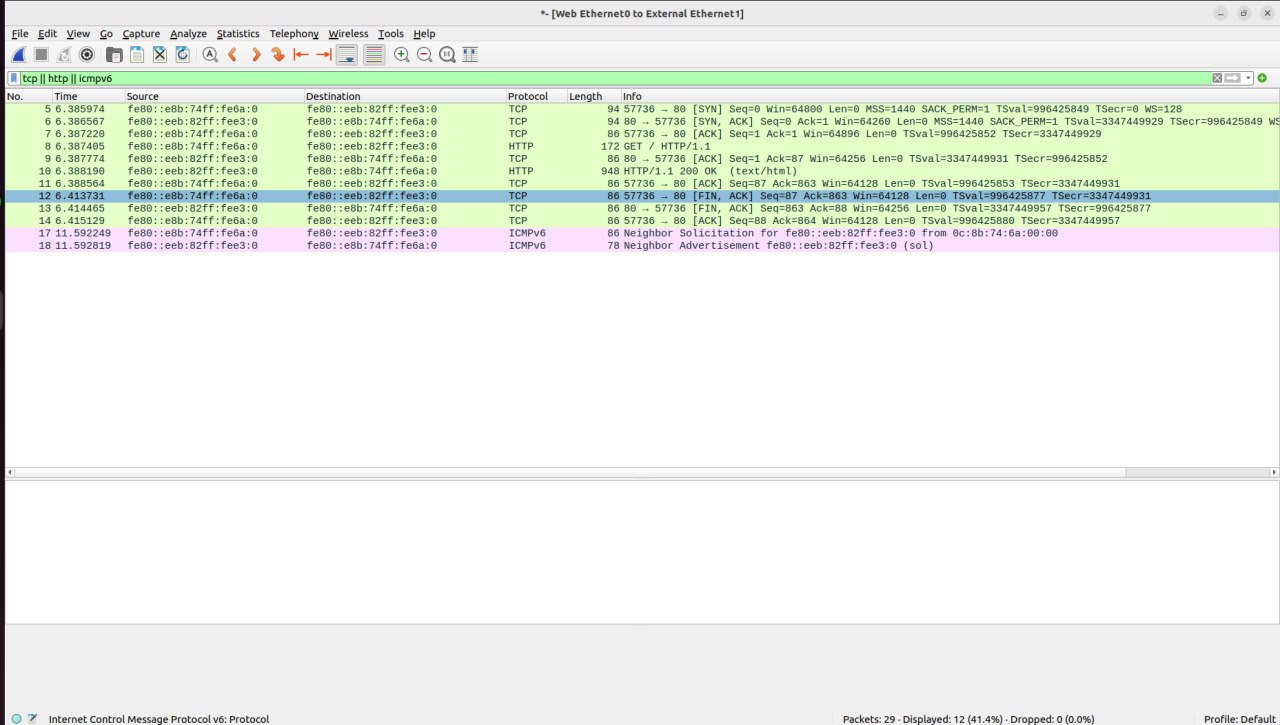 *- [Web Ethernet0 to External Ethernet1]
File Edit View Go Capture Analyze Statistics Telephony Wireless Tools Help
tcp || http || icmpv6
No. Time Source Destination Protocol Length Info
5 6.385974 fe80::e8b:74ff:fe6a:0 fe80::eeb:82ff:fee3:0 TCP 94 57736 → 80 [SYN] Seq=0 Win=64800 Len=0 MSS=1440 SACK_PERM=1 TSval=996425849 TSecr=0 WS=128
6 6.386567 fe80::eeb:82ff:fee3:0 fe80::e8b:74ff:fe6a:0 TCP 94 80 → 57736 [SYN, ACK] Seq=0 Ack=1 Win=64260 Len=0 MSS=1440 SACK_PERM=1 TSval=3347449929 TSecr=996425849 WS
7 6.387220 fe80::e8b:74ff:fe6a:0 fe80::eeb:82ff:fee3:0 TCP 86 57736 → 80 [ACK] Seq=1 Ack=1 Win=64896 Len=0 TSval=996425852 TSecr=3347449929
8 6.387405 fe80::e8b:74ff:fe6a:0 fe80::eeb:82ff:fee3:0 HTTP 172 GET / HTTP/1.1
9 6.387774 fe80::eeb:82ff:fee3:0 fe80::e8b:74ff:fe6a:0 TCP 86 80 → 57736 [ACK] Seq=1 Ack=87 Win=64256 Len=0 TSval=3347449931 TSecr=996425852
10 6.388190 fe80::eeb:82ff:fee3:0 fe80::e8b:74ff:fe6a:0 HTTP 948 HTTP/1.1 200 OK (text/html)
11 6.388564 fe80::e8b:74ff:fe6a:0 fe80::eeb:82ff:fee3:0 TCP 86 57736 → 80 [ACK] Seq=87 Ack=863 Win=64128 Len=0 TSval=996425853 TSecr=3347449931
12 6.413731 fe80::e8b:74ff:fe6a:0 fe80::eeb:82ff:fee3:0 TCP 86 57736 → 80 [FIN, ACK] Seq=87 Ack=863 Win=64128 Len=0 TSval=996425877 TSecr=3347449931
13 6.414465 fe80::eeb:82ff:fee3:0 fe80::e8b:74ff:fe6a:0 TCP 86 80 → 57736 [FIN, ACK] Seq=863 Ack=88 Win=64256 Len=0 TSval=3347449957 TSecr=996425877
14 6.415129 fe80::e8b:74ff:fe6a:0 fe80::eeb:82ff:fee3:0 TCP 86 57736 → 80 [ACK] Seq=88 Ack=864 Win=64128 Len=0 TSval=996425880 TSecr=3347449957
17 11.592249 fe80::e8b:74ff:fe6a:0 fe80::eeb:82ff:fee3:0 ICMPv6 86 Neighbor Solicitation for fe80::eeb:82ff:fee3:0 from 0c:8b:74:6a:00:00
18 11.592819 fe80::eeb:82ff:fee3:0 fe80::e8b:74ff:fe6a:0 ICMPv6 78 Neighbor Advertisement fe80::eeb:82ff:fee3:0 (sol)
Internet Control Message Protocol v6: Protocol Packets: 29 · Displayed: 12 (41.4%) · Dropped: 0 (0.0%) Profile: Default